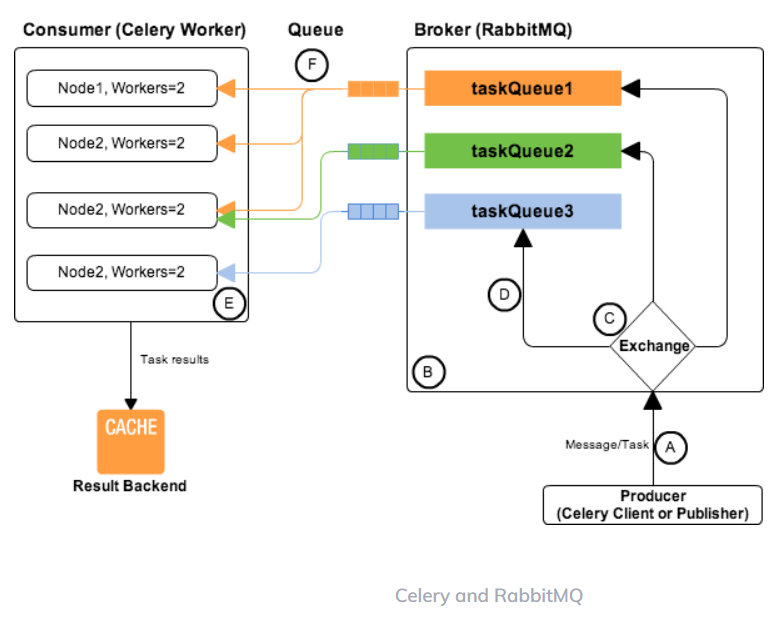 Consumer (Celery Worker)
Queue
Broker (RabbitMQ)
F
Node1, Workers=2
taskQueue1
Node2, Workers=2
taskQueue2
Node2, Workers=2
taskQueue3
Node2, Workers=2
D
E
C
Exchange
B
Task results
CACHE
Result Backend
Message/Task
A
Producer
(Celery Client or Publisher)
Celery and RabbitMQ